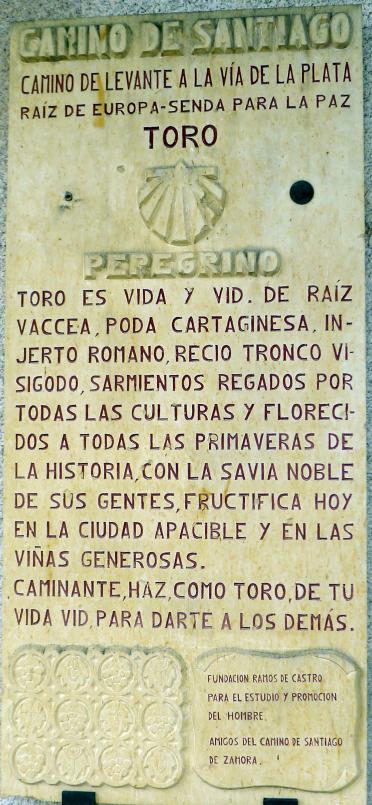 CAMINO DE SANTIAGO
CAMINO DE LEVANTE A LA VÍA DE LA PLATA
RAÍZ DE EUROPA-SENDA PARA LA PAZ
TORO
PEREGRINO
TORO ES VIDA Y VID. DE RAÍZ
VACCEA, PODA CARTAGINESA, IN-
JERTO ROMANO, RECIO TRONCO VI-
SIGODO, SARMIENTOS REGADOS POR
TODAS LAS CULTURAS Y FLORECI-
DOS A TODAS LAS PRIMAVERAS DE
LA HISTORIA, CON LA SAVIA NOBLE
DE SUS GENTES, FRUCTIFICA HOY
EN LA CIUDAD APACIBLE Y EN LAS
VIÑAS GENEROSAS.
CAMINANTE, HAZ, COMO TORO, DE TU
VIDA VID, PARA DARTE A LOS DEMÁS.
FUNDACION RAMOS DE CASTRO
PARA EL ESTUDIO Y PROMOCION
DEL HOMBRE.
AMIGOS DEL CAMINO DE SANTIAGO
DE ZAMORA.